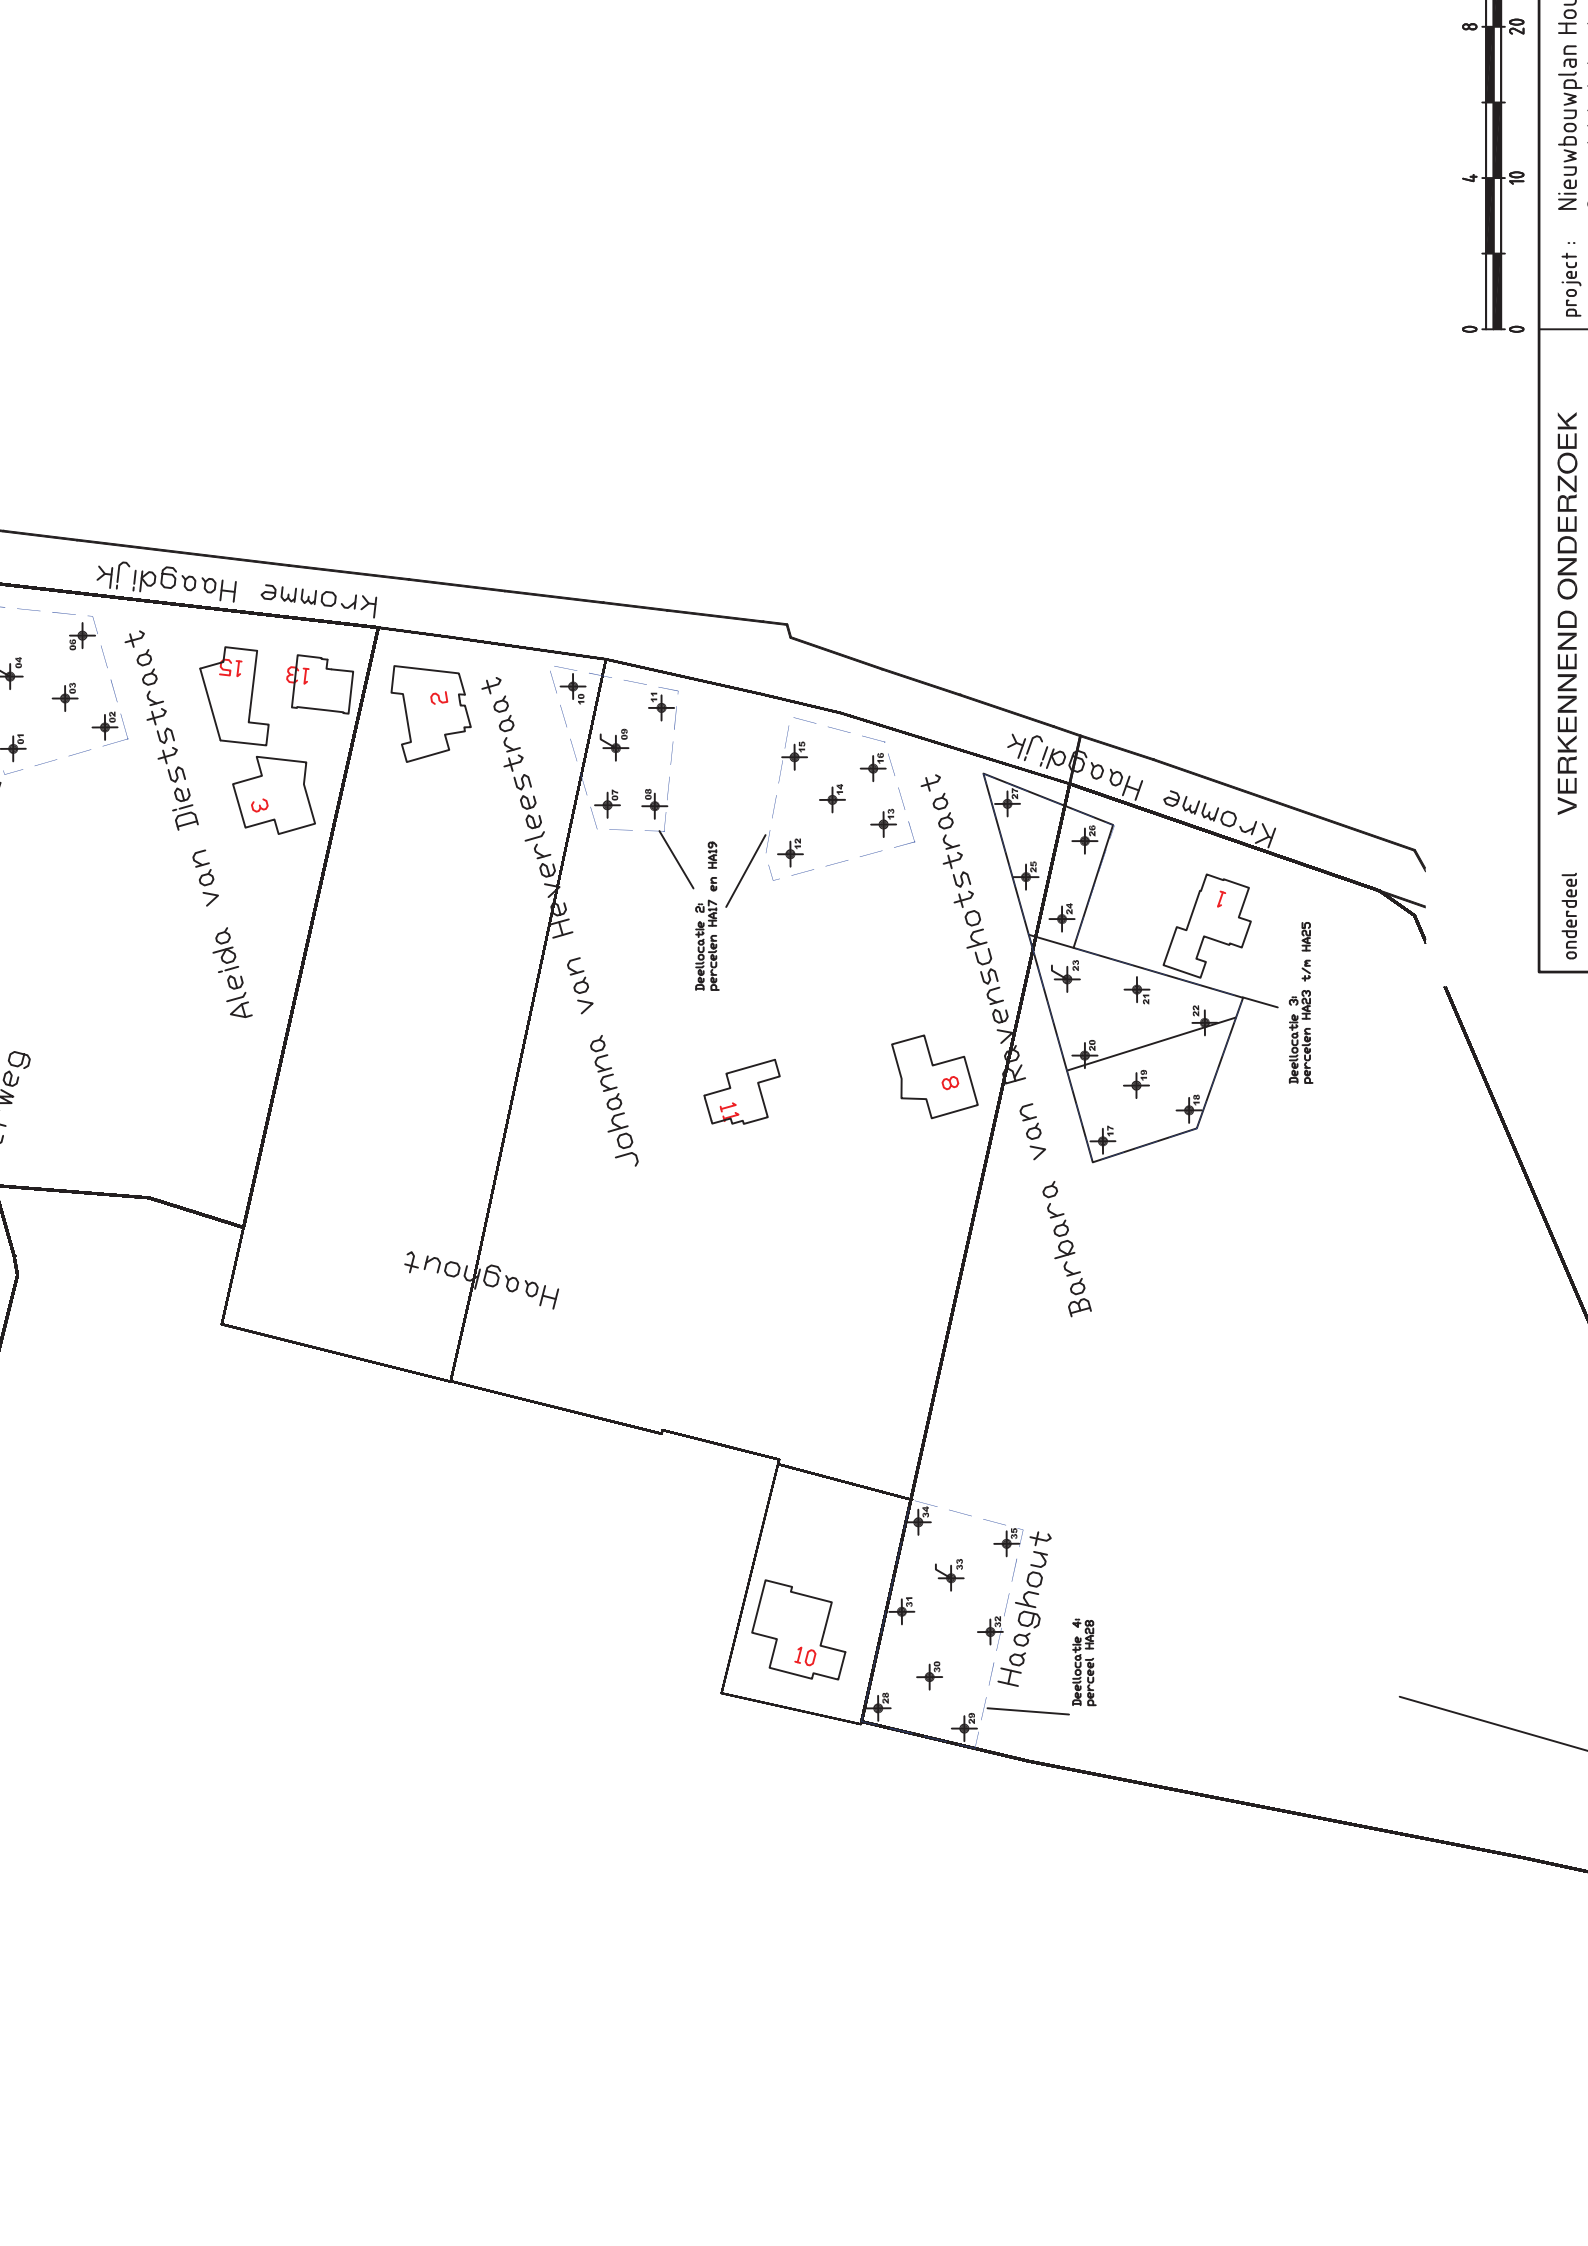 8
20
4
10
0
0
project :
Nieuwbouwplan
VERKENNEND ONDERZOEK
onderdeel
Kromme Haagdijk
04
06
03
02
01
Aleida van Dieststraat
15
13
3
2
Johanna van Heverleestraat
10
11
09
07
08
Deellocatie 2:
percelen HA17 en HA19
15
16
14
13
12
Barbara van Ravenschotstraat
Kromme Haagdijk
27
26
25
24
23
21
22
20
19
18
17
1
Deellocatie 3:
percelen HA23 t/m HA25
11
8
Haaghout
10
34
35
33
31
32
30
28
29
Haaghout
Deellocatie 4:
perceel HA28